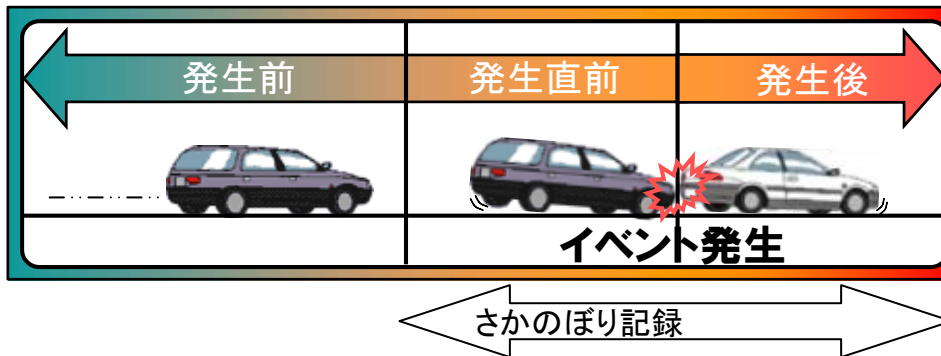 発生前
発生直前
発生後
イベント発生
さかのぼり記録